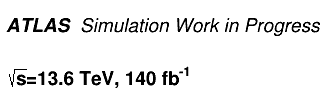 ATLAS Simulation Work in Progress
√s=13.6 TeV, 140 fb⁻¹